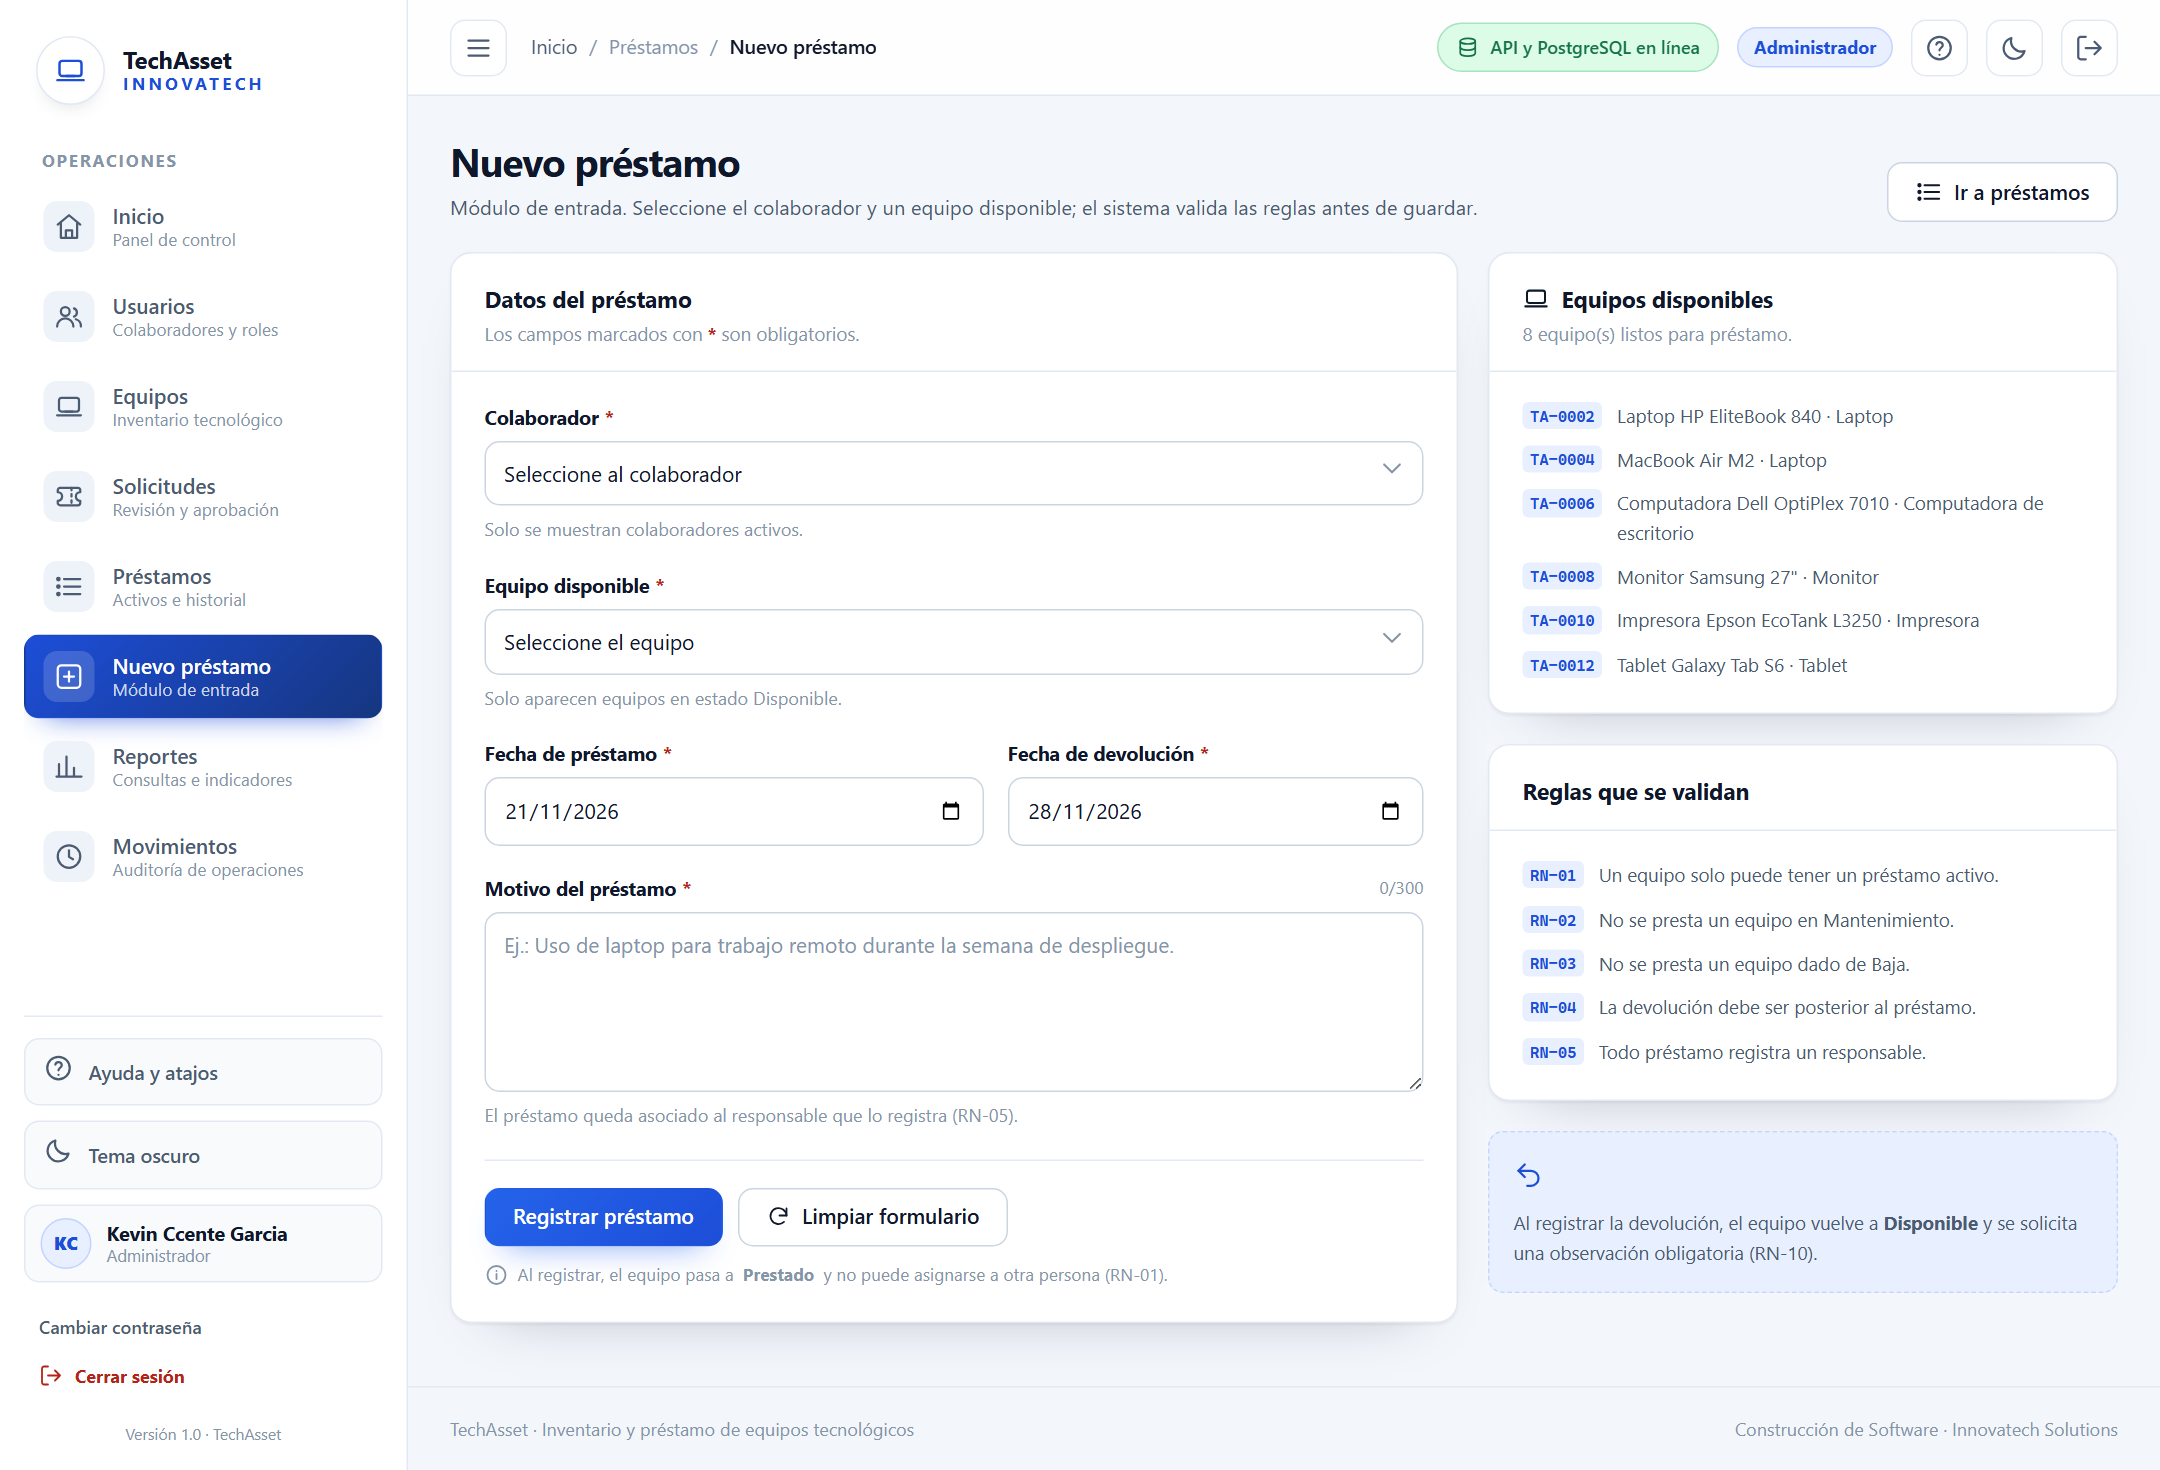 TechAsset
INNOVATECH
OPERACIONES
Inicio
Panel de control
Usuarios
Colaboradores y roles
Equipos
Inventario tecnológico
Solicitudes
Revisión y aprobación
Préstamos
Activos e historial
Nuevo préstamo
Módulo de entrada
Reportes
Consultas e indicadores
Movimientos
Auditoría de operaciones
Ayuda y atajos
Tema oscuro
KC
Kevin Ccente Garcia
Administrador
Cambiar contraseña
Cerrar sesión
Versión 1.0 · TechAsset
Inicio / Préstamos / Nuevo préstamo
API y PostgreSQL en línea
Administrador
Nuevo préstamo
Módulo de entrada. Seleccione el colaborador y un equipo disponible; el sistema valida las reglas antes de guardar.
Ir a préstamos
Datos del préstamo
Los campos marcados con * son obligatorios.
Colaborador *
Seleccione al colaborador
Solo se muestran colaboradores activos.
Equipo disponible *
Seleccione el equipo
Solo aparecen equipos en estado Disponible.
Fecha de préstamo *
21/11/2026
Fecha de devolución *
28/11/2026
Motivo del préstamo *
0/300
Ej.: Uso de laptop para trabajo remoto durante la semana de despliegue.
El préstamo queda asociado al responsable que lo registra (RN-05).
Registrar préstamo
Limpiar formulario
Al registrar, el equipo pasa a Prestado y no puede asignarse a otra persona (RN-01).
Equipos disponibles
8 equipo(s) listos para préstamo.
TA-0002 Laptop HP EliteBook 840 · Laptop
TA-0004 MacBook Air M2 · Laptop
TA-0006 Computadora Dell OptiPlex 7010 · Computadora de
escritorio
TA-0008 Monitor Samsung 27" · Monitor
TA-0010 Impresora Epson EcoTank L3250 · Impresora
TA-0012 Tablet Galaxy Tab S6 · Tablet
Reglas que se validan
RN-01 Un equipo solo puede tener un préstamo activo.
RN-02 No se presta un equipo en Mantenimiento.
RN-03 No se presta un equipo dado de Baja.
RN-04 La devolución debe ser posterior al préstamo.
RN-05 Todo préstamo registra un responsable.
Al registrar la devolución, el equipo vuelve a Disponible y se solicita
una observación obligatoria (RN-10).
TechAsset · Inventario y préstamo de equipos tecnológicos
Construcción de Software · Innovatech Solutions